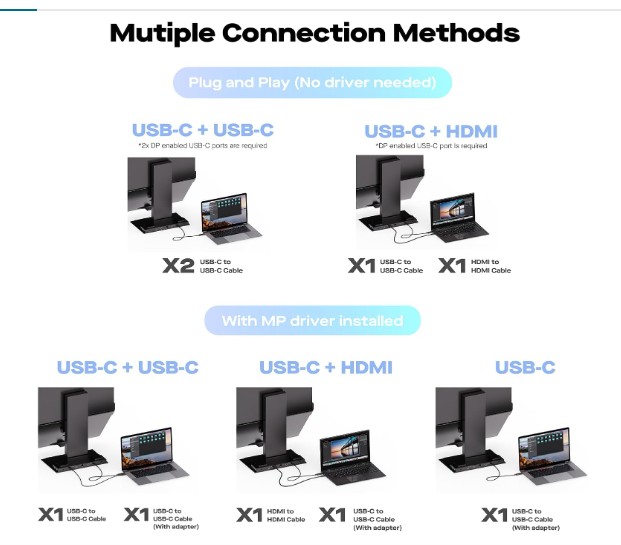 Mutiple Connection Methods
Plug and Play (No driver needed)
USB-C + USB-C
*2x DP enabled USB-C ports are required
X2 USB-C to
USB-C Cable
USB-C + HDMI
*DP enabled USB-C port is required
X1 USB-C to
USB-C Cable
X1 HDMI to
HDMI Cable
With MP driver installed
USB-C + USB-C
X1 USB-C to
USB-C Cable
X1 USB-C to
USB-C Cable
(With adapter)
USB-C + HDMI
X1 HDMI to
HDMI Cable
X1 USB-C to
USB-C Cable
(With adapter)
USB-C
X1 USB-C to
USB-C Cable
(With adapter)